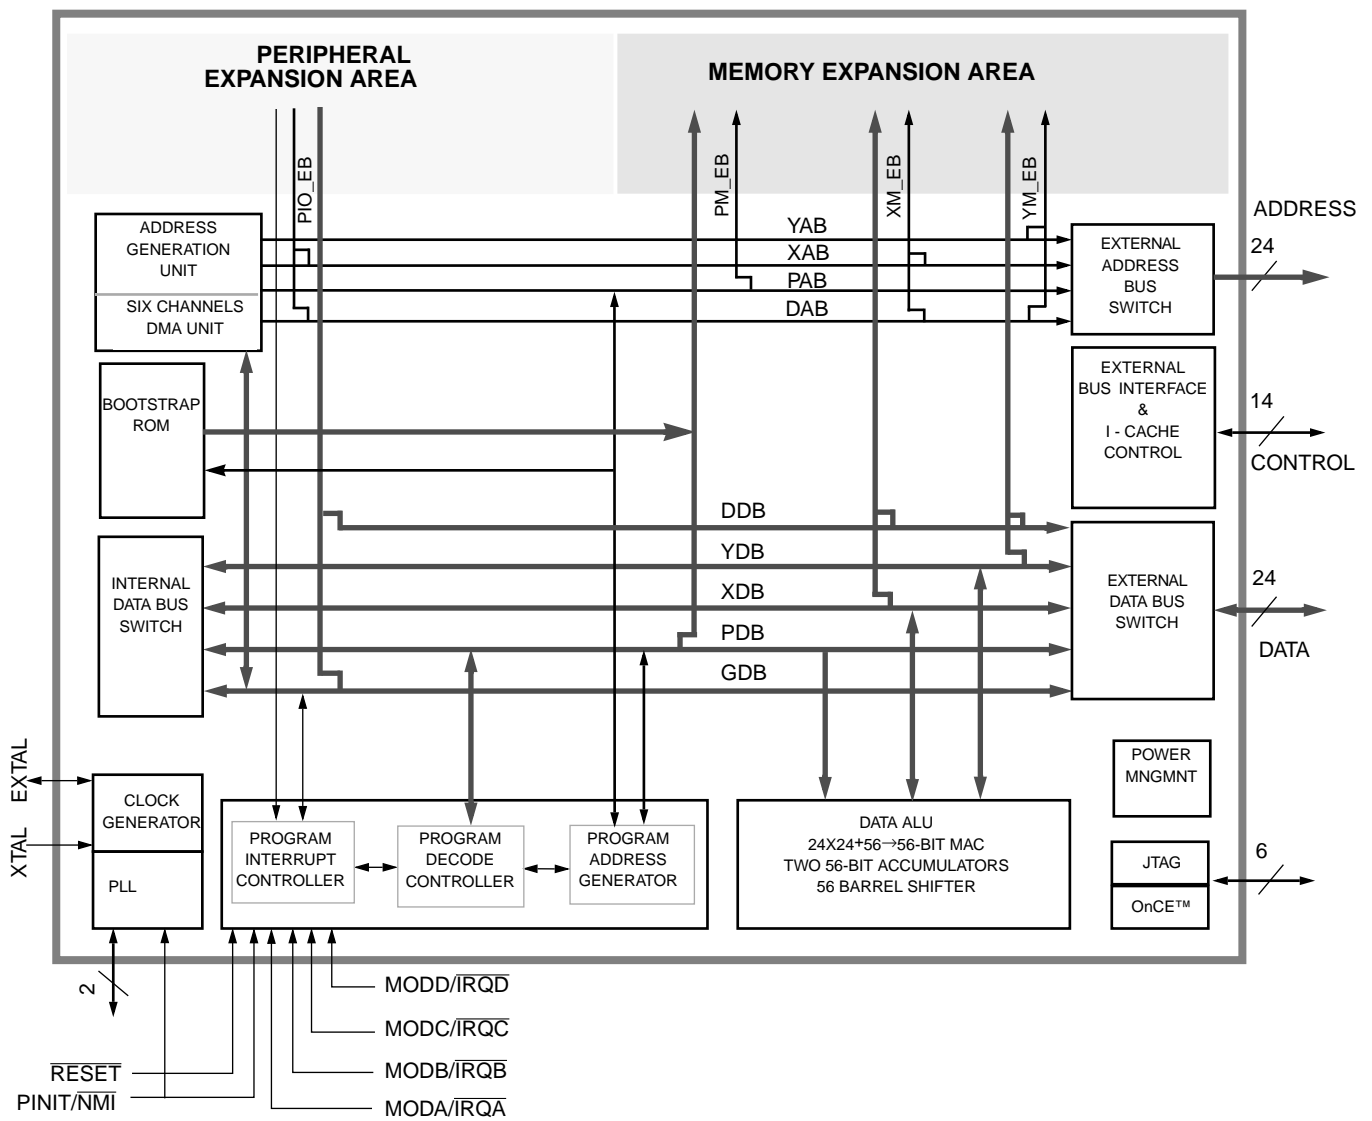 PERIPHERAL
EXPANSION AREA
MEMORY EXPANSION AREA
PIO_EB
PM_EB
XM_EB
YM_EB
ADDRESS
GENERATION
UNIT
SIX CHANNELS
DMA UNIT
YAB
XAB
PAB
DAB
EXTERNAL
ADDRESS
BUS
SWITCH
ADDRESS
24
BOOTSTRAP
ROM
EXTERNAL
BUS INTERFACE
&
I - CACHE
CONTROL
14
CONTROL
DDB
YDB
XDB
PDB
GDB
INTERNAL
DATA BUS
SWITCH
EXTERNAL
DATA BUS
SWITCH
24
DATA
EXTAL
XTAL
CLOCK
GENERATOR
PLL
PROGRAM
INTERRUPT
CONTROLLER
PROGRAM
DECODE
CONTROLLER
PROGRAM
ADDRESS
GENERATOR
DATA ALU
24X24+56→56-BIT MAC
TWO 56-BIT ACCUMULATORS
56 BARREL SHIFTER
POWER
MNGMNT
JTAG
OnCE™
6
2
MODD/IRQD
MODC/IRQC
MODB/IRQB
MODA/IRQA
RESET
PINIT/NMI